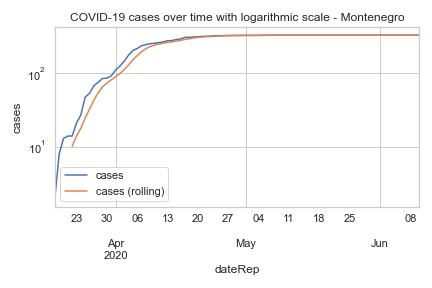 COVID-19 cases over time with logarithmic scale - Montenegro
cases
10²
10¹
cases
cases (rolling)
23 30 06 13 20 27 04 11 18 25 08
Apr May Jun
2020
dateRep